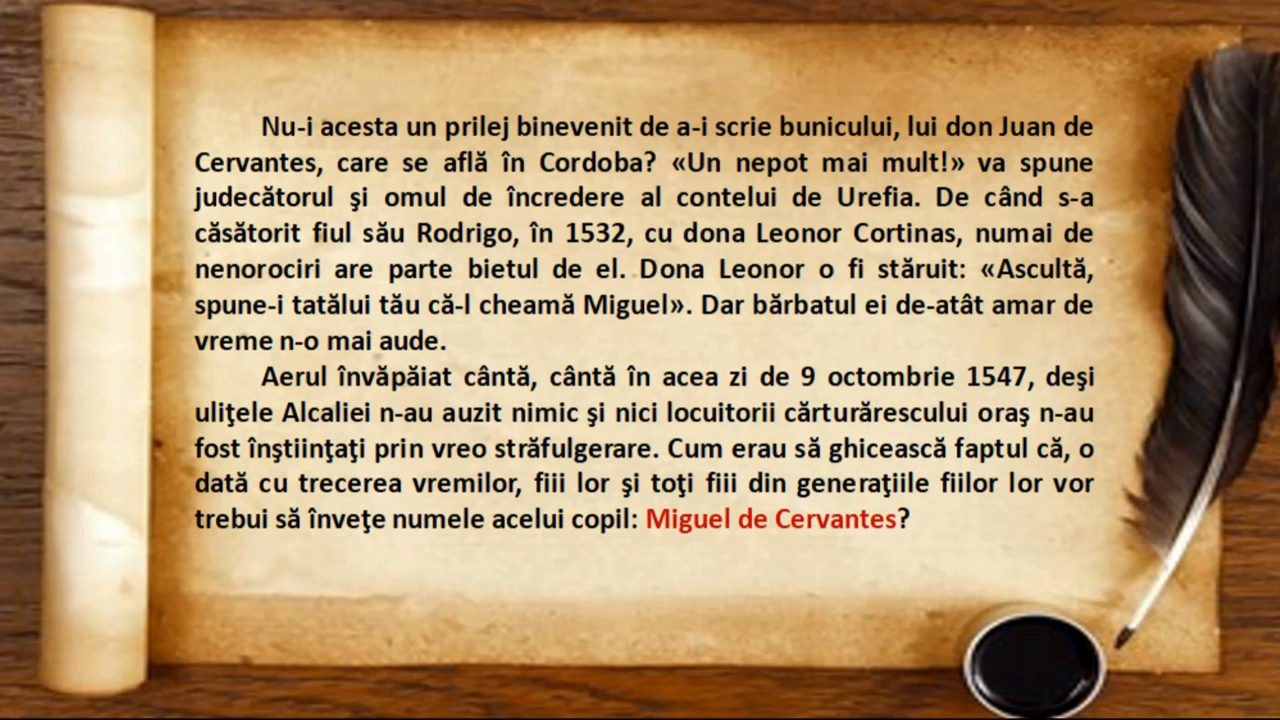 Nu-i acesta un prilej binevenit de a-i scrie bunicului, lui don Juan de
Cervantes, care se află în Cordoba? «Un nepot mai mult!» va spune
judecătorul şi omul de încredere al contelui de Urefia. De când s-a
căsătorit fiul său Rodrigo, în 1532, cu dona Leonor Cortinas, numai de
nenorociri are parte bietul de el. Dona Leonor o fi stăruit: «Ascultă,
spune-i tatălui tău că-l cheamă Miguel». Dar bărbatul ei de-atât amar de
vreme n-o mai aude.
Aerul învăpăiat cântă, cântă în acea zi de 9 octombrie 1547, deşi
uliţele Alcaliei n-au auzit nimic şi nici locuitorii cărturărescului oraş n-au
fost înştiinţaţi prin vreo străfulgerare. Cum erau să ghicească faptul că, o
dată cu trecerea vremilor, fiii lor şi toţi fiii din generaţiile fiilor lor vor
trebui să înveţe numele acelui copil: Miguel de Cervantes?